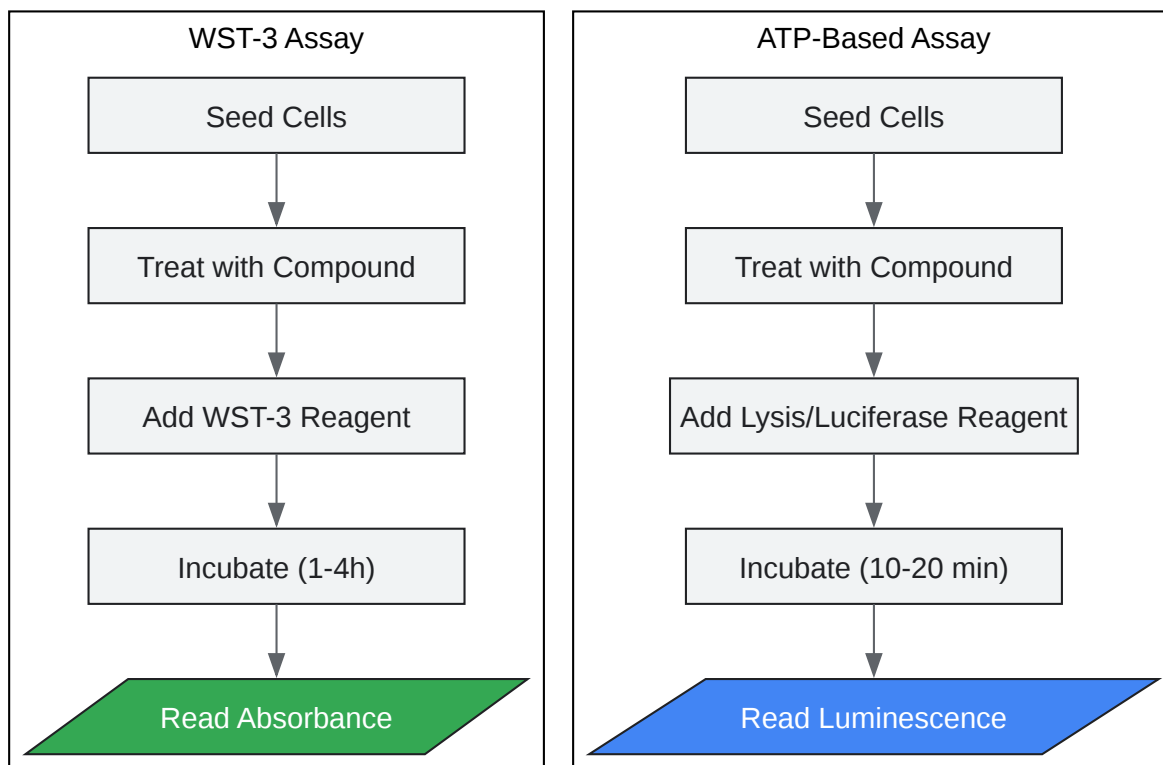 WST-3 Assay
Seed Cells
Treat with Compound
Add WST-3 Reagent
Incubate (1-4h)
Read Absorbance
ATP-Based Assay
Seed Cells
Treat with Compound
Add Lysis/Luciferase Reagent
Incubate (10-20 min)
Read Luminescence